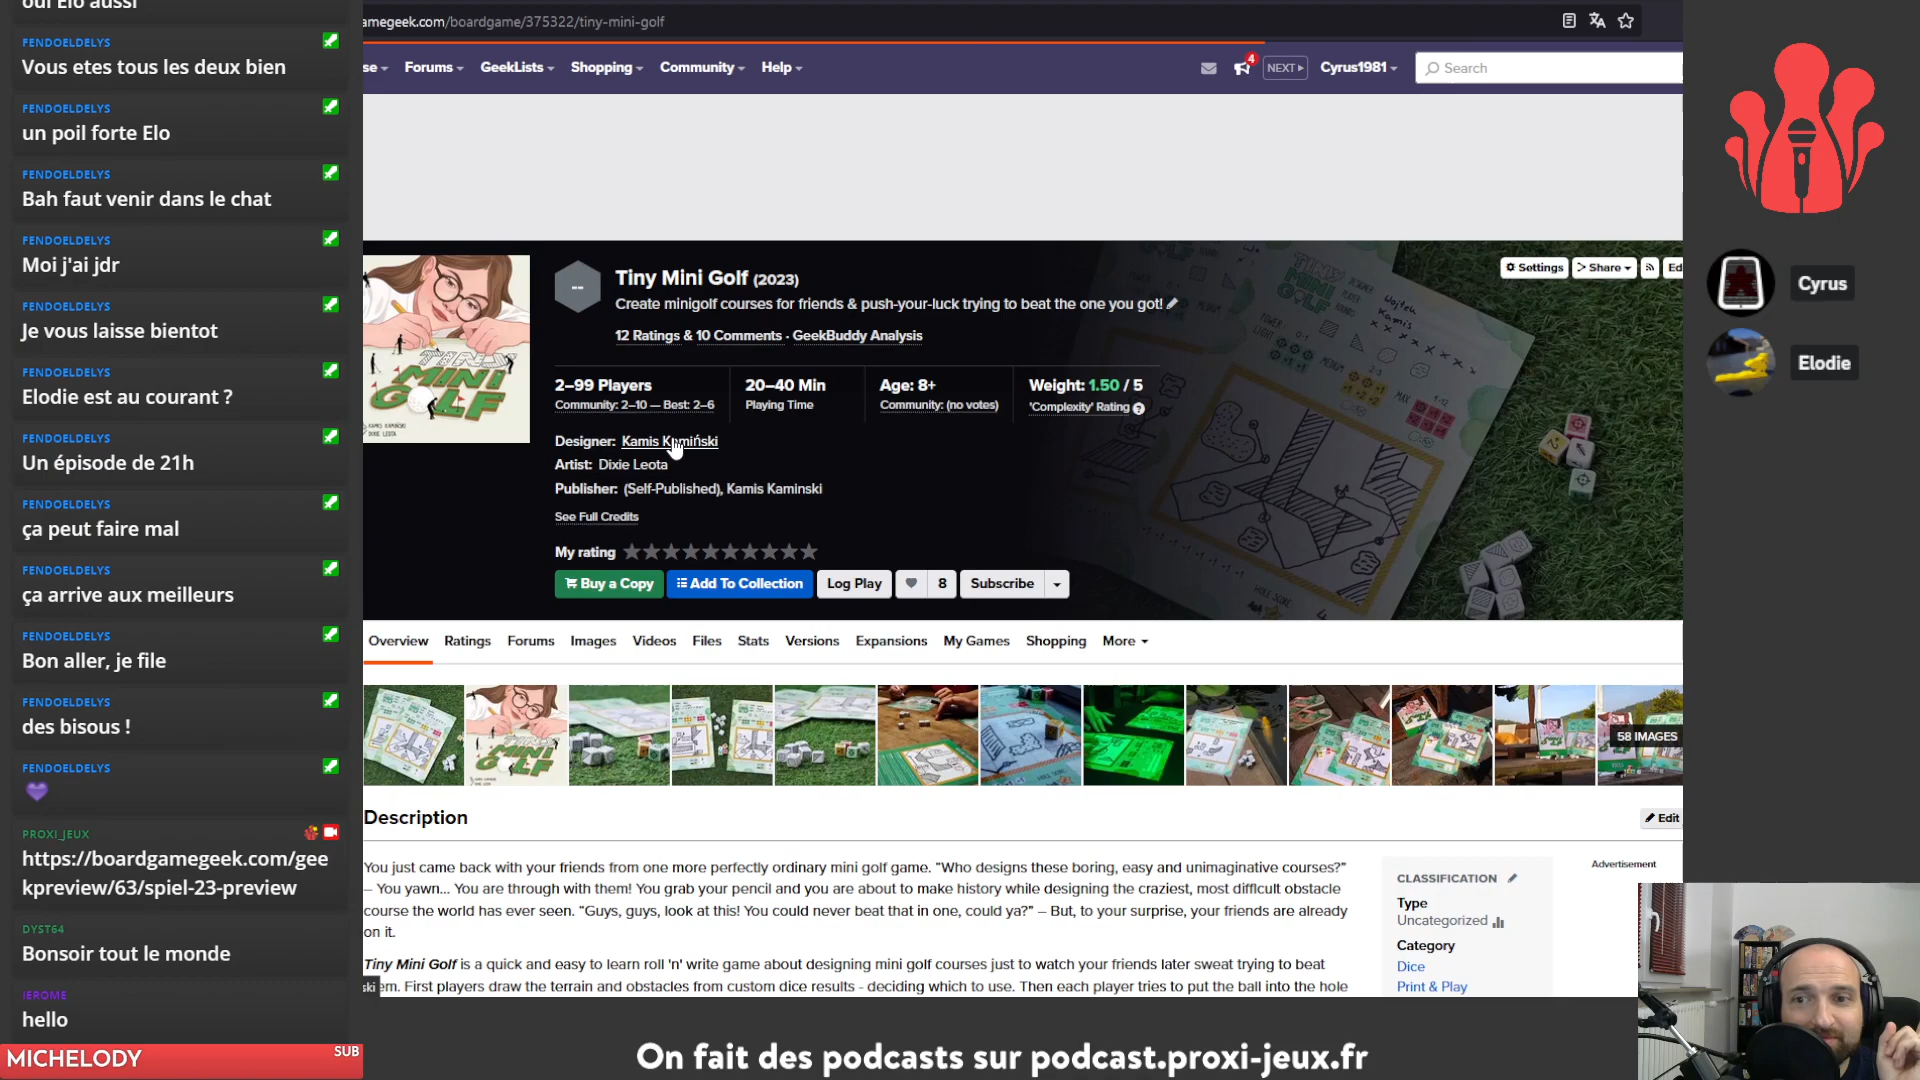 oui Elo aussi
FENDOELDELYS
Vous etes tous les deux bien
FENDOELDELYS
un poil forte Elo
FENDOELDELYS
Bah faut venir dans le chat
FENDOELDELYS
Moi j'ai jdr
FENDOELDELYS
Je vous laisse bientot
FENDOELDELYS
Elodie est au courant ?
FENDOELDELYS
Un épisode de 21h
FENDOELDELYS
ça peut faire mal
FENDOELDELYS
ça arrive aux meilleurs
FENDOELDELYS
Bon aller, je file
FENDOELDELYS
des bisous !
FENDOELDELYS
PROXI_JEUX
https://boardgamegeek.com/gee
kpreview/63/spiel-23-preview
DYST64
Bonsoir tout le monde
IEROME
hello
MICHELODY
SUB
amegeek.com/boardgame/375322/tiny-mini-golf
se Forums GeekLists Shopping Community Help
4 NEXT Cyrus1981 Search
TINY MINI GOLF
KAMIS KAMIŃSKI
DIXIE LEOTA
--
Tiny Mini Golf (2023)
Create minigolf courses for friends & push-your-luck trying to beat the one you got!
12 Ratings & 10 Comments · GeekBuddy Analysis
Settings Share Ed
2–99 Players 20–40 Min Age: 8+ Weight: 1.50 / 5
Community: 2–10 — Best: 2–6 Playing Time Community: (no votes) 'Complexity' Rating ?
Designer: Kamis Kamiński
Artist: Dixie Leota
Publisher: (Self-Published), Kamis Kaminski
See Full Credits
My rating
Buy a Copy Add To Collection Log Play 8 Subscribe
Overview Ratings Forums Images Videos Files Stats Versions Expansions My Games Shopping More
58 IMAGES
Description
Edit
You just came back with your friends from one more perfectly ordinary mini golf game. "Who designs these boring, easy and unimaginative courses?"
– You yawn... You are through with them! You grab your pencil and you are about to make history while designing the craziest, most difficult obstacle
course the world has ever seen. "Guys, guys, look at this! You could never beat that in one, could ya?" – But, to your surprise, your friends are already
on it.
Tiny Mini Golf is a quick and easy to learn roll 'n' write game about designing mini golf courses just to watch your friends later sweat trying to beat
em. First players draw the terrain and obstacles from custom dice results - deciding which to use. Then each player tries to put the ball into the hole
ski
CLASSIFICATION
Type
Uncategorized
Category
Dice
Print & Play
Advertisement
Cyrus
Elodie
On fait des podcasts sur podcast.proxi-jeux.fr